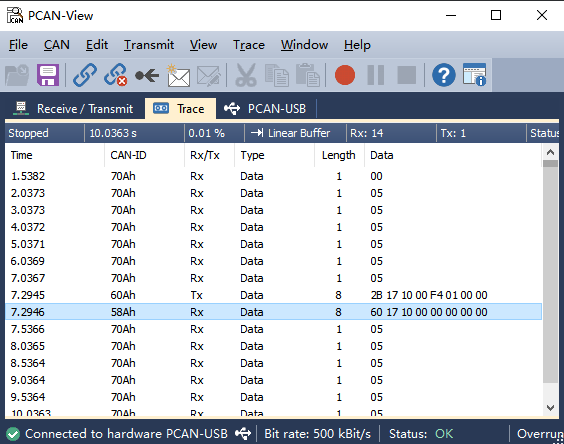 PCAN-View
File CAN Edit Transmit View Trace Window Help
Receive / Transmit Trace PCAN-USB
Stopped 10.0363 s 0.01 % Linear Buffer Rx: 14 Tx: 1 Status
Time CAN-ID Rx/Tx Type Length Data
1.5382 70Ah Rx Data 1 00
2.0373 70Ah Rx Data 1 05
3.0373 70Ah Rx Data 1 05
4.0372 70Ah Rx Data 1 05
5.0371 70Ah Rx Data 1 05
6.0369 70Ah Rx Data 1 05
7.0367 70Ah Rx Data 1 05
7.2945 60Ah Tx Data 8 2B 17 10 00 F4 01 00 00
7.2946 58Ah Rx Data 8 60 17 10 00 00 00 00 00
7.5366 70Ah Rx Data 1 05
8.0365 70Ah Rx Data 1 05
8.5364 70Ah Rx Data 1 05
9.0364 70Ah Rx Data 1 05
9.5364 70Ah Rx Data 1 05
10.0363 70Ah Rx Data 1 05
Connected to hardware PCAN-USB Bit rate: 500 kBit/s Status: OK Overrun